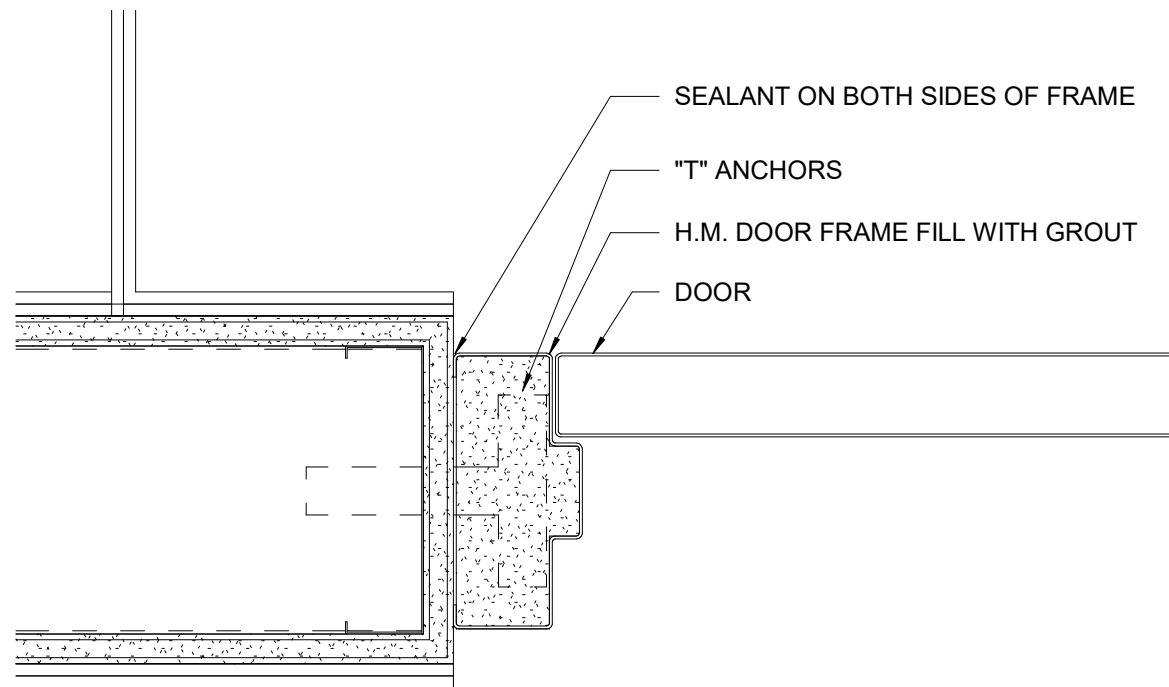 SEALANT ON BOTH SIDES OF FRAME
"T" ANCHORS
H.M. DOOR FRAME FILL WITH GROUT
DOOR